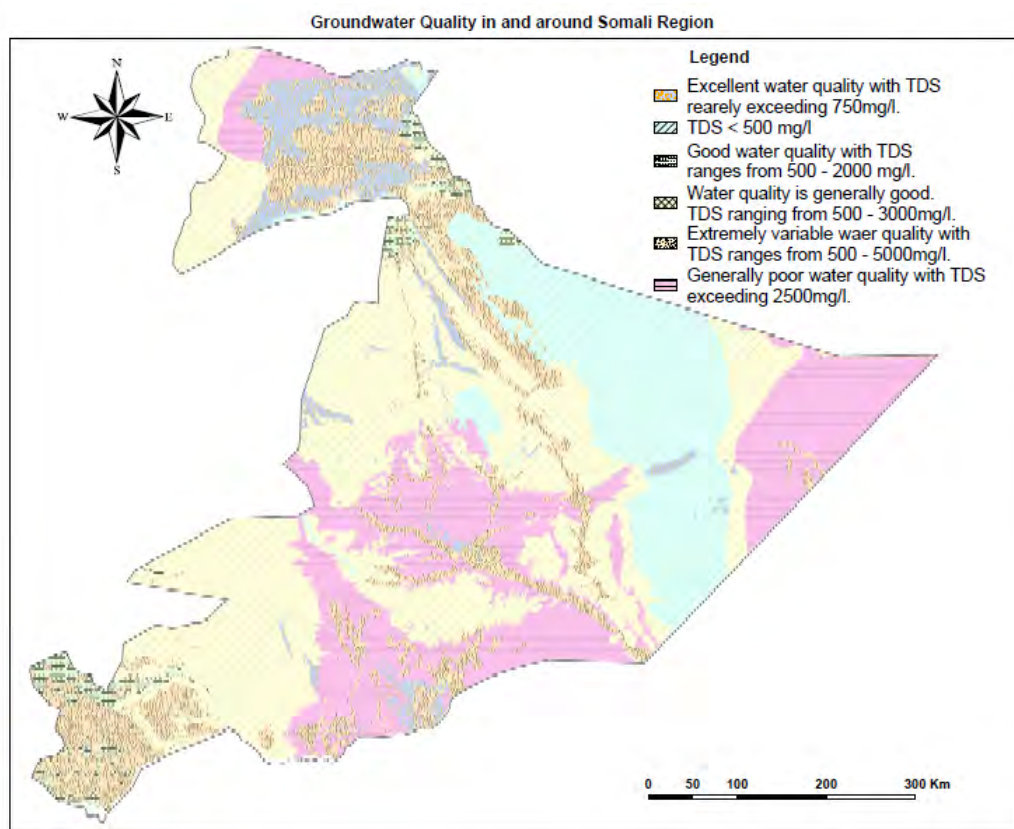 Groundwater Quality in and around Somali Region
N
W
E
S
Legend
Excellent water quality with TDS
rearely exceeding 750mg/l.
TDS < 500 mg/l
Good water quality with TDS
ranges from 500 - 2000 mg/l.
Water quality is generally good.
TDS ranging from 500 - 3000mg/l.
Extremely variable waer quality with
TDS ranges from 500 - 5000mg/l.
Generally poor water quality with TDS
exceeding 2500mg/l.
0 50 100 200 300 Km